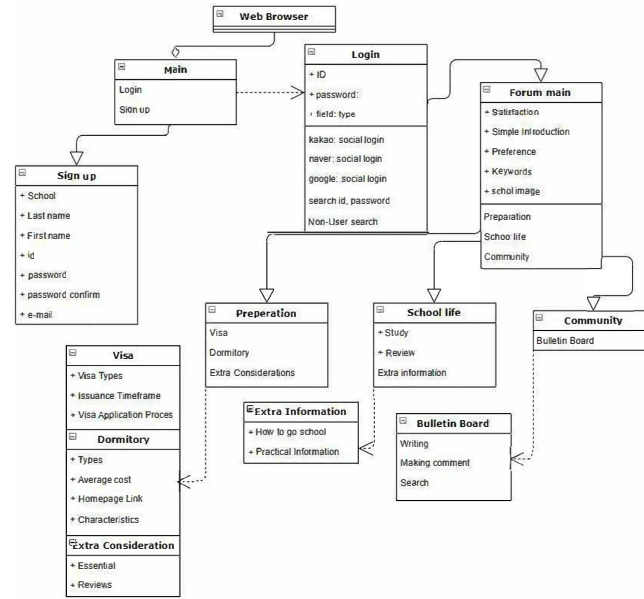 Web Browser
Main
Login
Sign up
Login
+ ID
+ password:
+ field: type
kakao: social login
naver: social login
google: social login
search id, password
Non-User search
Forum main
+ Satisfaction
+ Simple Introduction
+ Preference
+ Keywords
+ schol image
Preparation
School life
Community
Sign up
+ School
+ Last name
+ First name
+ id
+ password
+ password confirm
+ e-mail
Preperation
Visa
Dormitory
Extra Considerations
School life
+ Study
+ Review
Extra information
Community
Bulletin Board
Visa
+ Visa Types
+ Issuance Timeframe
+ Visa Application Proces
Dormitory
+ Types
+ Average cost
+ Homepage Link
+ Characteristics
Extra Consideration
+ Essential
+ Reviews
Extra Information
+ How to go school
+ Practical Information
Bulletin Board
Writing
Making comment
Search